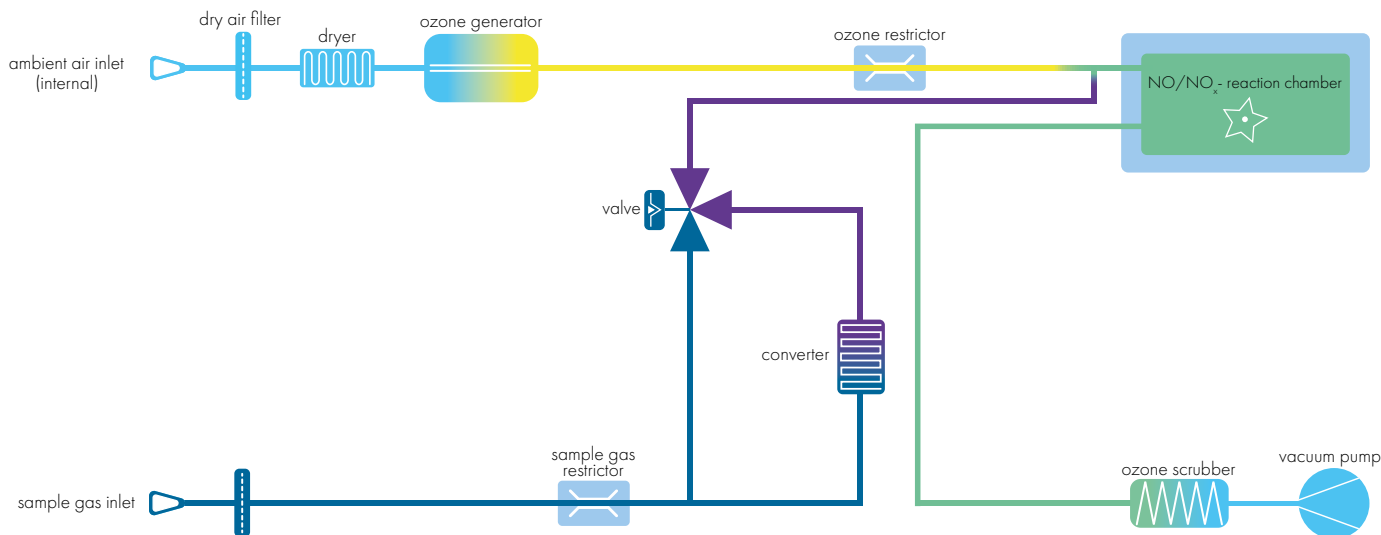 dry air filter
dryer
ozone generator
ozone restrictor
ambient air inlet
(internal)
NO/NOₓ- reaction chamber
valve
converter
sample gas
restrictor
sample gas inlet
ozone scrubber
vacuum pump